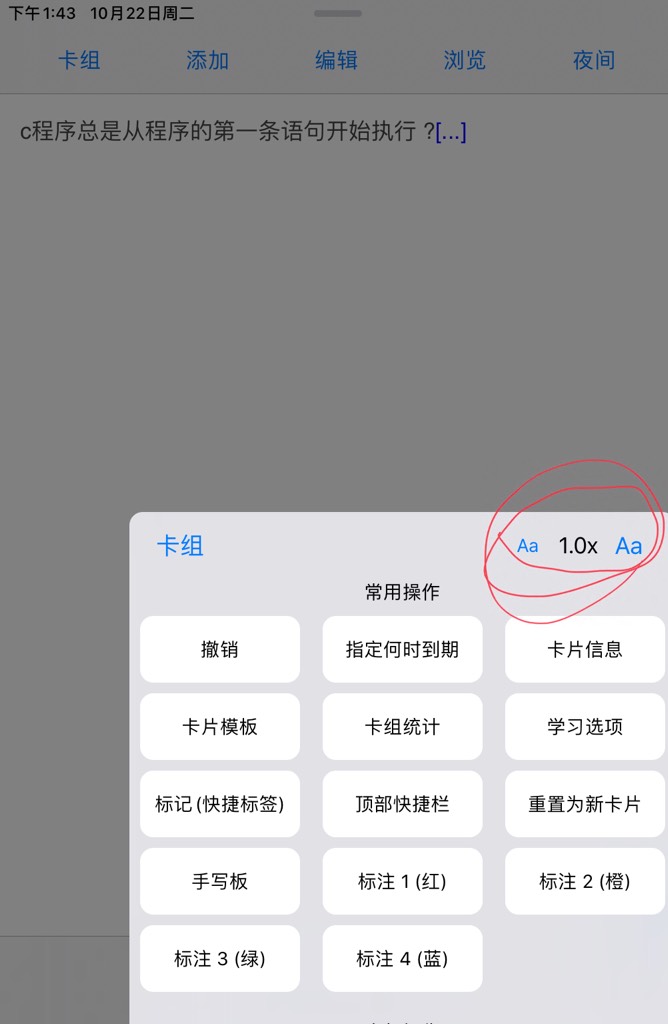 下午1:43 10月22日周二
卡组 添加 编辑 浏览 夜间
c程序总是从程序的第一条语句开始执行 ?[...]
卡组 Aa 1.0x Aa
常用操作
撤销 指定何时到期 卡片信息
卡片模板 卡组统计 学习选项
标记 (快捷标签) 顶部快捷栏 重置为新卡片
手写板 标注 1 (红) 标注 2 (橙)
标注 3 (绿) 标注 4 (蓝)